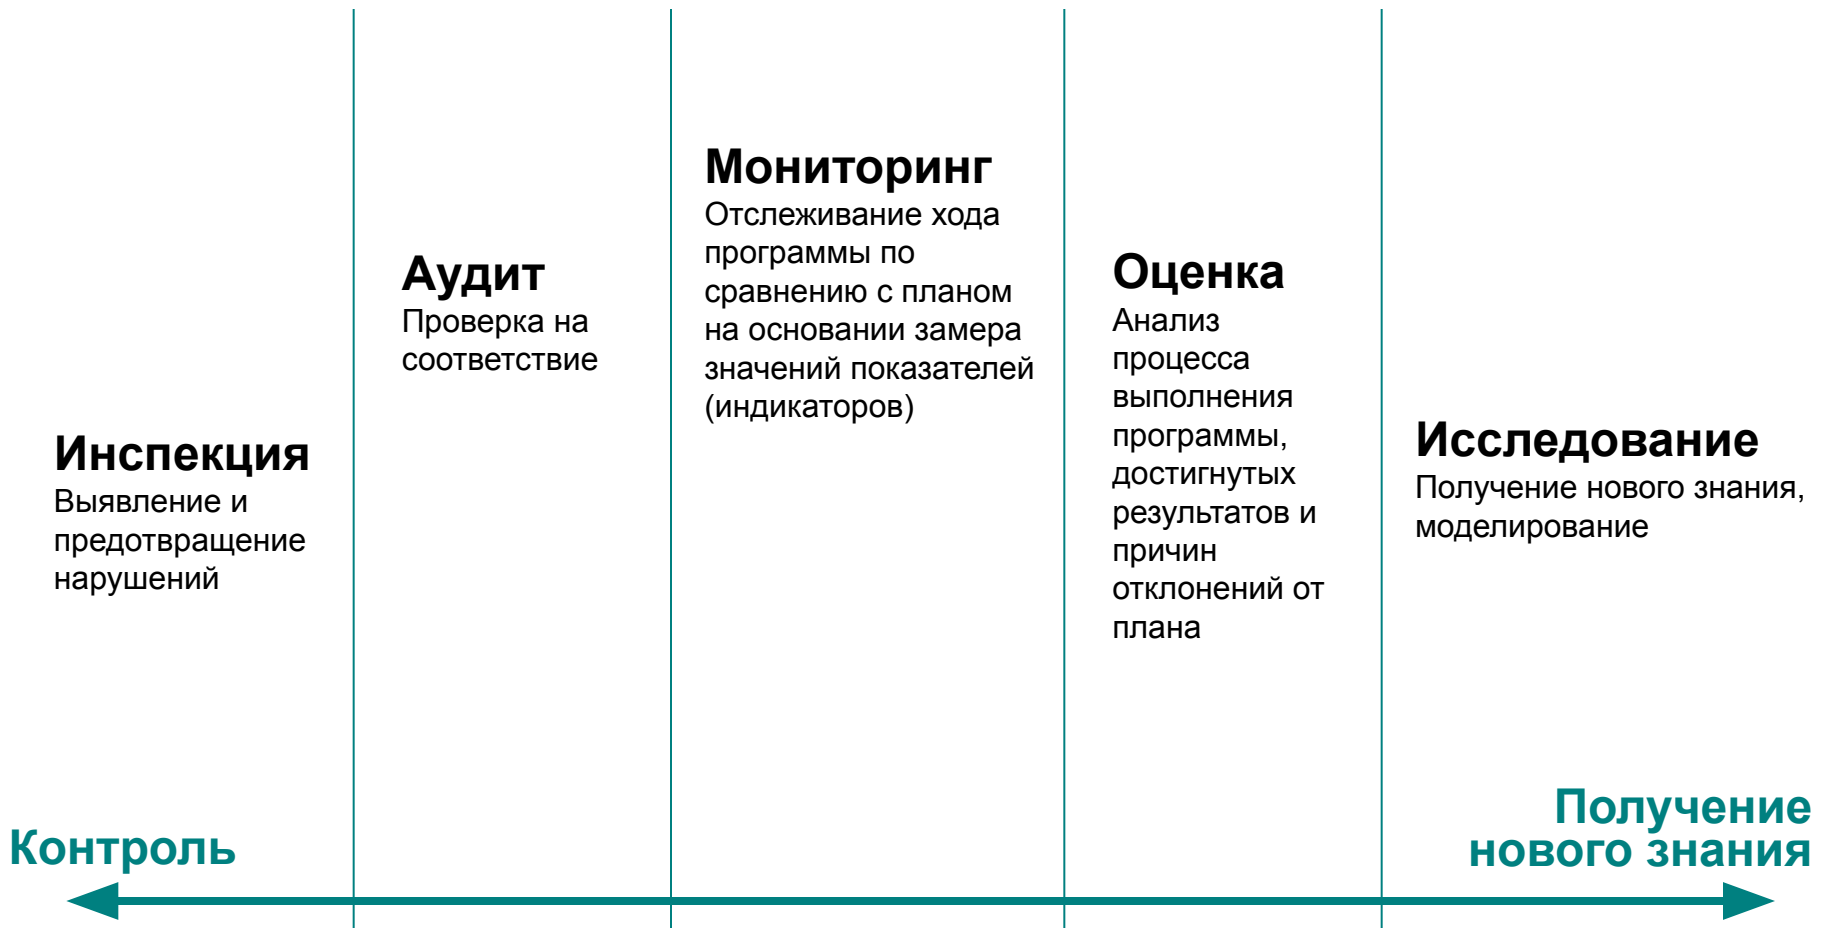 Инспекция
Выявление и
предотвращение
нарушений
Аудит
Проверка на
соответствие
Мониторинг
Отслеживание хода
программы по
сравнению с планом
на основании замера
значений показателей
(индикаторов)
Оценка
Анализ
процесса
выполнения
программы,
достигнутых
результатов и
причин
отклонений от
плана
Исследование
Получение нового знания,
моделирование
Контроль
Получение
нового знания